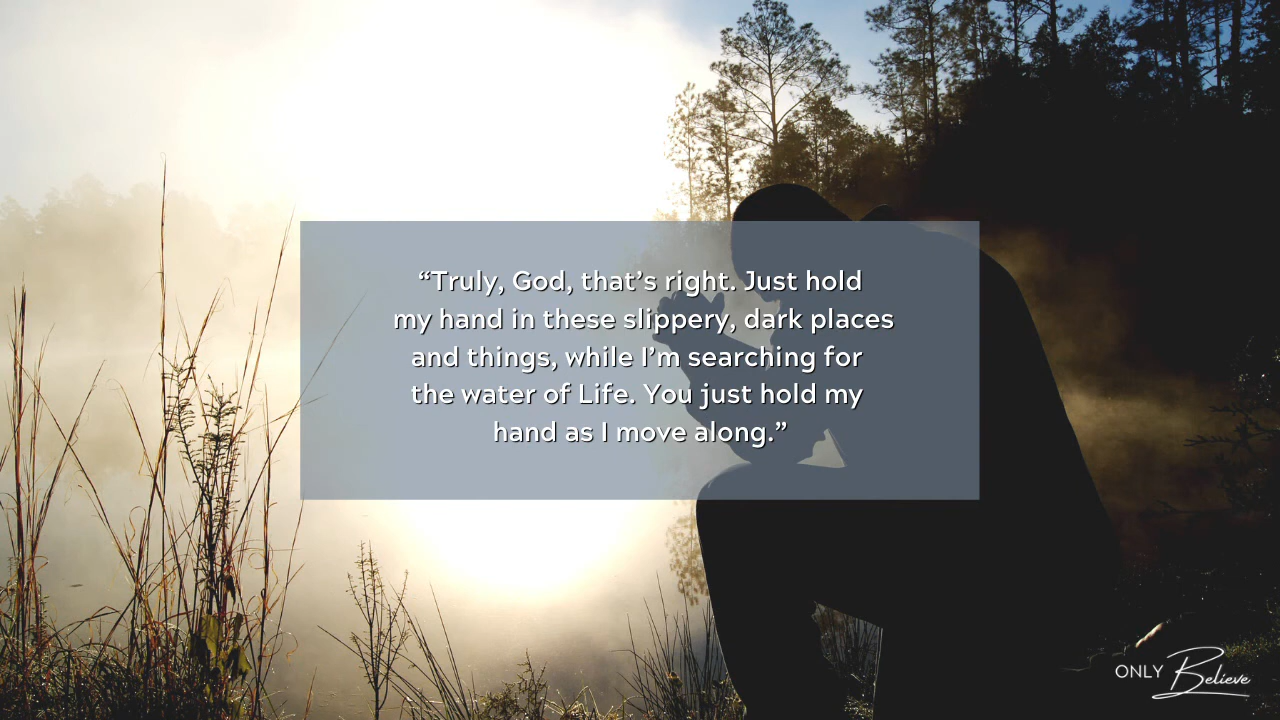 “Truly, God, that’s right. Just hold
my hand in these slippery, dark places
and things, while I’m searching for
the water of Life. You just hold my
hand as I move along.”
ONLY Believe